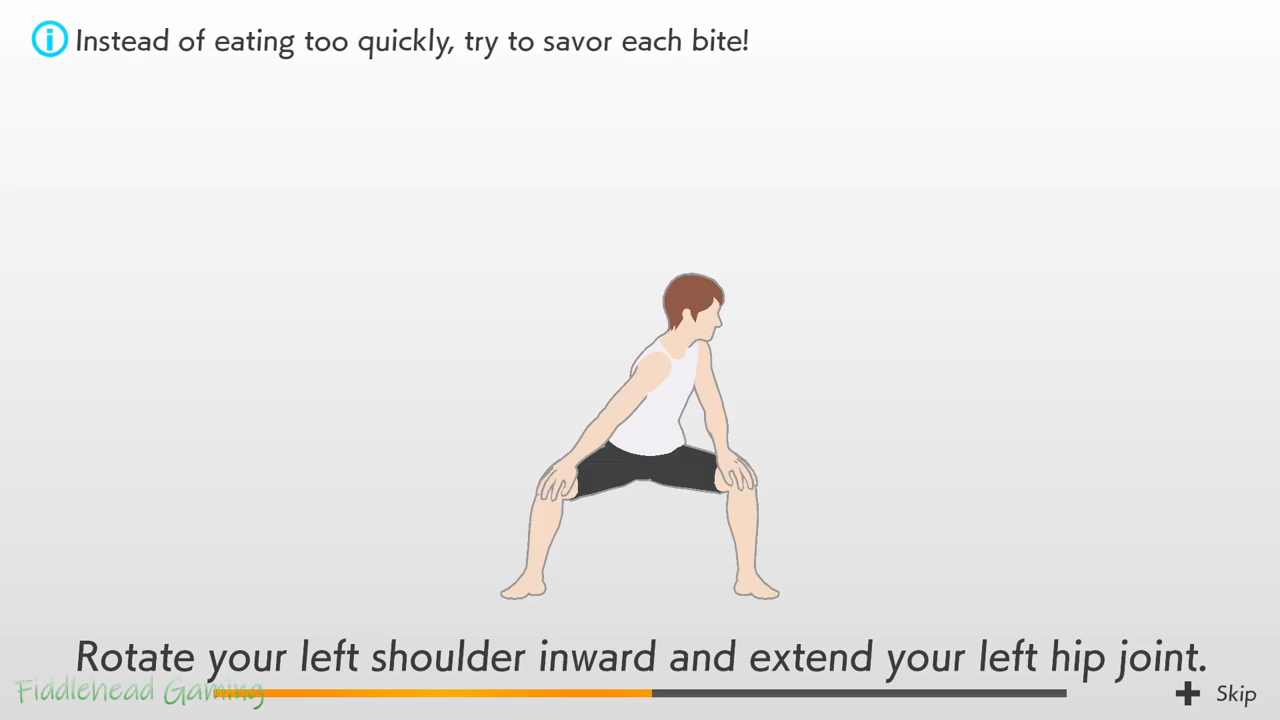 Instead of eating too quickly, try to savor each bite!
Rotate your left shoulder inward and extend your left hip joint.
Fiddlehead Gaming
Skip